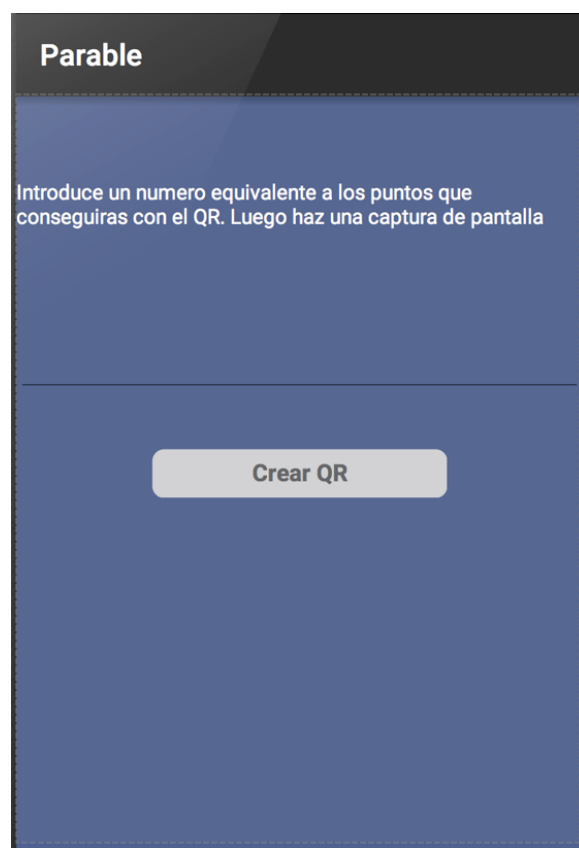 Parable
Introduce un numero equivalente a los puntos que
conseguiras con el QR. Luego haz una captura de pantalla
Crear QR